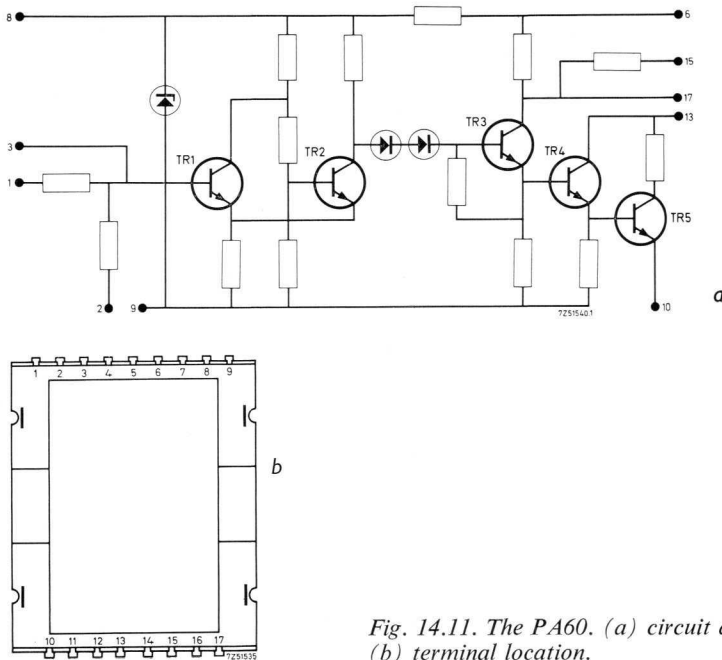 8
6
15
17
TR3
13
3
TR1
TR2
TR4
1
TR5
2
9
7Z51540.1
10
a
1 2 3 4 5 6 7 8 9
b
10 11 12 13 14 15 16 17
7Z51535
Fig. 14.11. The PA60. (a) circuit
(b) terminal location.